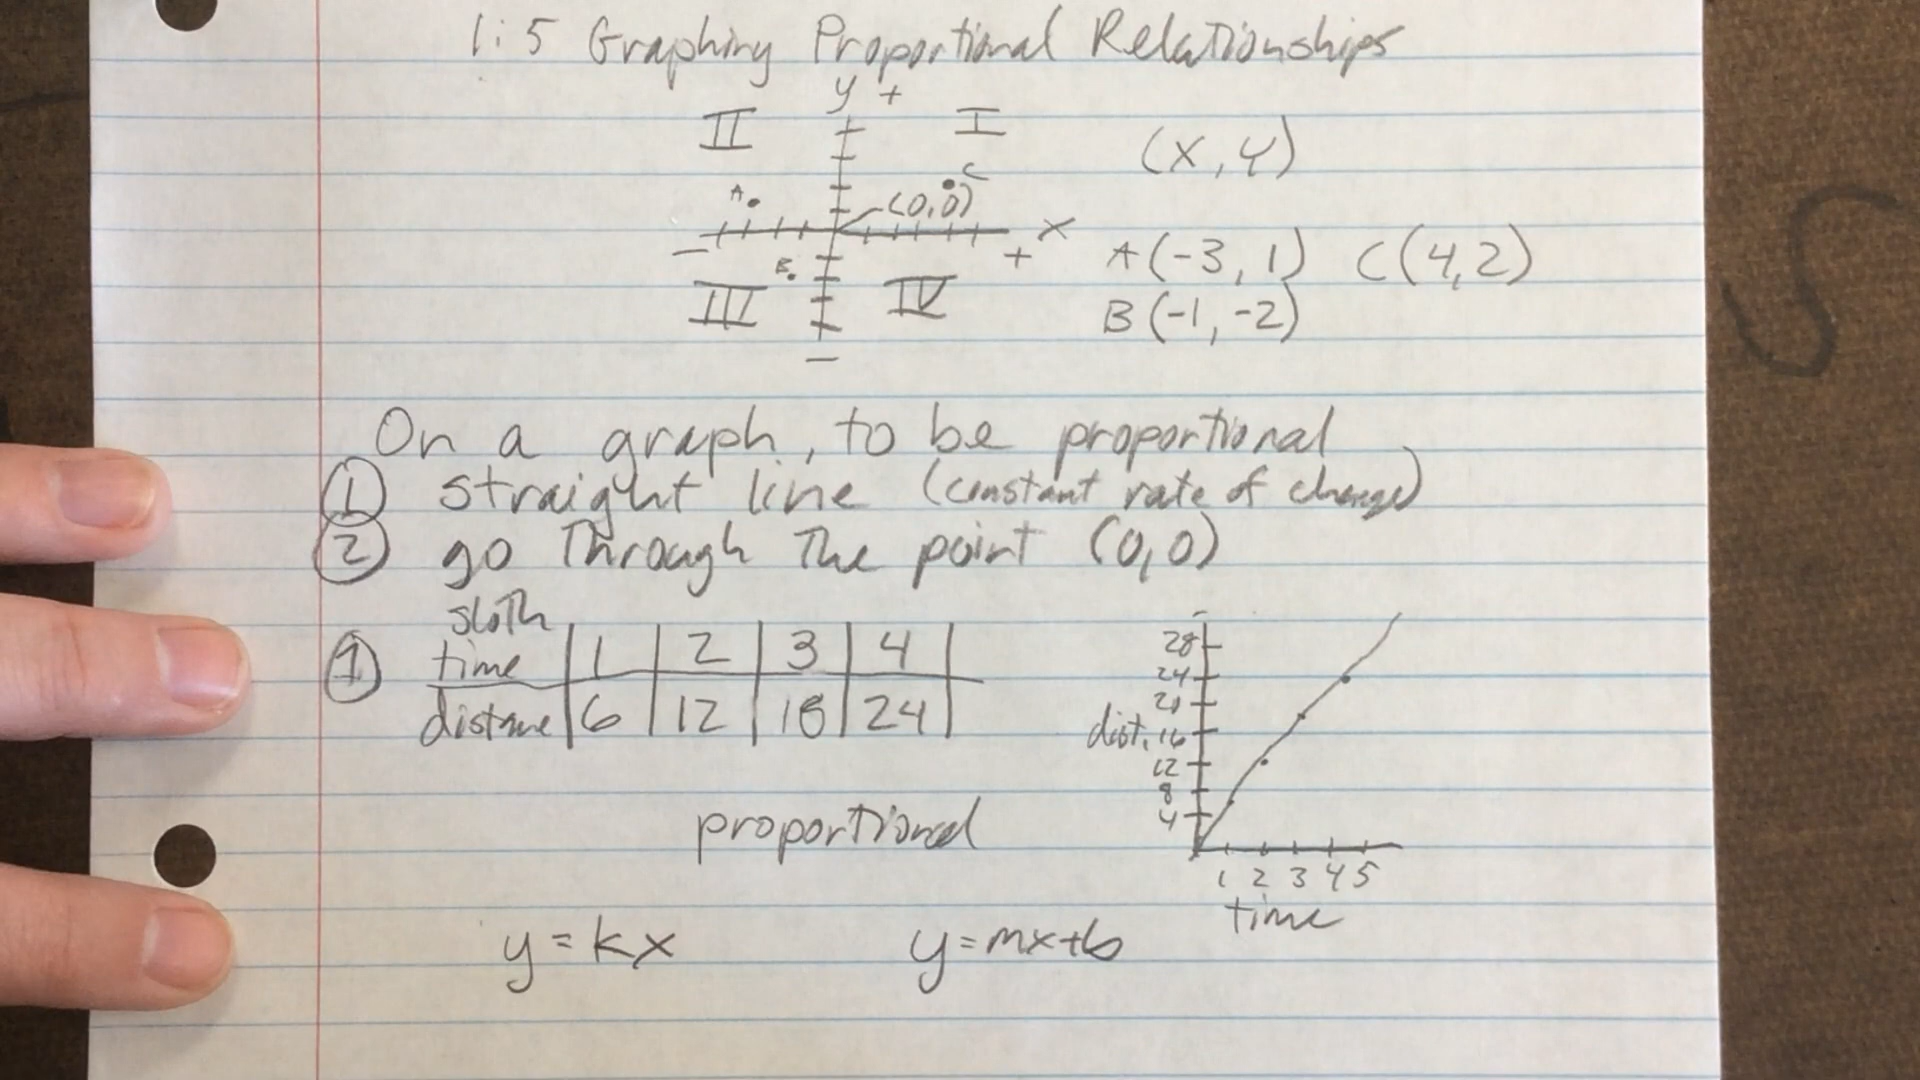 1:5 Graphing Proportional Relationships
y +
II I
(x, y)
A C
(0,0)
- + x
A(-3, 1) C(4,2)
B
III IV
B(-1, -2)
-
On a graph, to be proportional
① straight line (constant rate of change)
② go through the point (0,0)
sloth
① time 1 2 3 4
distance 6 12 18 24
28
24
20
dist. 16
12
8
4
1 2 3 4 5
time
proportional
y = kx y=mx+b